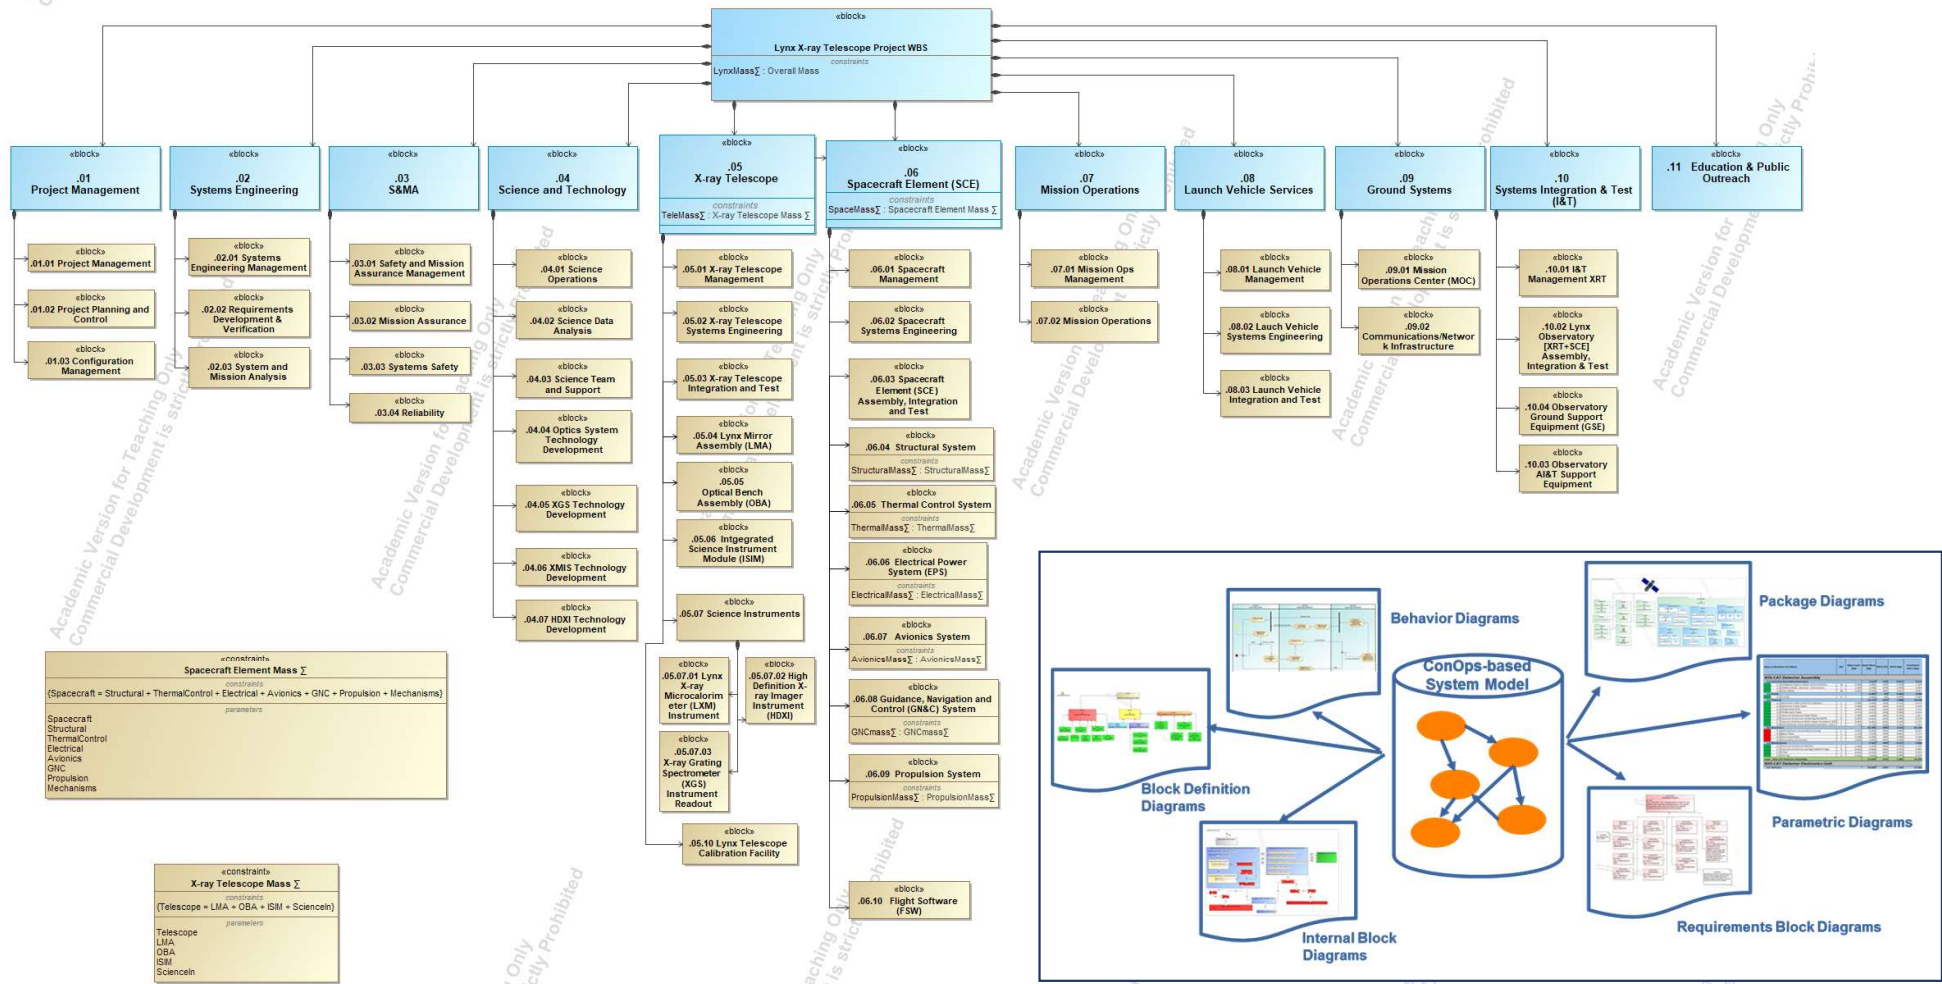 «block»
Lynx X-ray Telescope Project WBS
constraints
LynxMass∑ : Overall Mass
«block»
.01
Project Management
«block»
.01.01 Project Management
«block»
.01.02 Project Planning and
Control
«block»
.01.03 Configuration
Management
«block»
.02
Systems Engineering
«block»
.02.01 Systems
Engineering Management
«block»
.02.02 Requirements
Development &
Verification
«block»
.02.03 System and
Mission Analysis
«block»
.03
S&MA
«block»
.03.01 Safety and Mission
Assurance Management
«block»
.03.02 Mission Assurance
«block»
.03.03 Systems Safety
«block»
.03.04 Reliability
«block»
.04
Science and Technology
«block»
.04.01 Science
Operations
«block»
.04.02 Science Data
Analysis
«block»
.04.03 Science Team
and Support
«block»
.04.04 Optics System
Technology
Development
«block»
.04.05 XGS Technology
Development
«block»
.04.06 XMIS Technology
Development
«block»
.04.07 HDXI Technology
Development
«block»
.05
X-ray Telescope
constraints
TeleMass∑ : X-ray Telescope Mass ∑
«block»
.05.01 X-ray Telescope
Management
«block»
.05.02 X-ray Telescope
Systems Engineering
«block»
.05.03 X-ray Telescope
Integration and Test
«block»
.05.04 Lynx Mirror
Assembly (LMA)
«block»
.05.05
Optical Bench
Assembly (OBA)
«block»
.05.06 Intgegrated
Science Instrument
Module (ISIM)
«block»
.05.07 Science Instruments
«block»
.05.07.01 Lynx
X-ray
Microcalorim
eter (LXM)
Instrument
«block»
.05.07.02 High
Definition X-
ray Imager
Instrument
(HDXI)
«block»
.05.07.03
X-ray Grating
Spectrometer
(XGS)
Instrument
Readout
«block»
.05.10 Lynx Telescope
Calibration Facility
«block»
.06
Spacecraft Element (SCE)
constraints
SpaceMass∑ : Spacecraft Element Mass ∑
«block»
.06.01 Spacecraft
Management
«block»
.06.02 Spacecraft
Systems Engineering
«block»
.06.03 Spacecraft
Element (SCE)
Assembly, Integration
and Test
«block»
.06.04 Structural System
constraints
StructuralMass∑ : StructuralMass∑
«block»
.06.05 Thermal Control System
constraints
ThermalMass∑ : ThermalMass∑
«block»
.06.06 Electrical Power
System (EPS)
constraints
ElectricalMass∑ : ElectricalMass∑
«block»
.06.07 Avionics System
constraints
AvionicsMass∑ : AvionicsMass∑
«block»
.06.08 Guidance, Navigation and
Control (GN&C) System
constraints
GNCmass∑ : GNCmass∑
«block»
.06.09 Propulsion System
constraints
PropulsionMass∑ : PropulsionMass∑
«block»
.06.10 Flight Software
(FSW)
«block»
.07
Mission Operations
«block»
.07.01 Mission Ops
Management
«block»
.07.02 Mission Operations
«block»
.08
Launch Vehicle Services
«block»
.08.01 Launch Vehicle
Management
«block»
.08.02 Lauch Vehicle
Systems Engineering
«block»
.08.03 Launch Vehicle
Integration and Test
«block»
.09
Ground Systems
«block»
.09.01 Mission
Operations Center (MOC)
«block»
.09.02
Communications/Networ
k Infrastructure
«block»
.10
Systems Integration & Test
(I&T)
«block»
.10.01 I&T
Management XRT
«block»
.10.02 Lynx
Observatory
[XRT+SCE]
Assembly,
Integration & Test
«block»
.10.04 Observatory
Ground Support
Equipment (GSE)
«block»
.10.03 Observatory
AI&T Support
Equipment
«block»
.11 Education & Public
Outreach
«constraint»
Spacecraft Element Mass ∑
constraints
{Spacecraft = Structural + ThermalControl + Electrical + Avionics + GNC + Propulsion + Mechanisms}
parameters
Spacecraft
Structural
ThermalControl
Electrical
Avionics
GNC
Propulsion
Mechanisms
«constraint»
X-ray Telescope Mass ∑
constraints
{Telescope = LMA + OBA + ISIM + ScienceIn}
parameters
Telescope
LMA
OBA
ISIM
ScienceIn
Behavior Diagrams
Package Diagrams
ConOps-based
System Model
Block Definition
Diagrams
Parametric Diagrams
Internal Block
Diagrams
Requirements Block Diagrams
Academic Version for Teaching Only
Commercial Development is strictly Prohibited